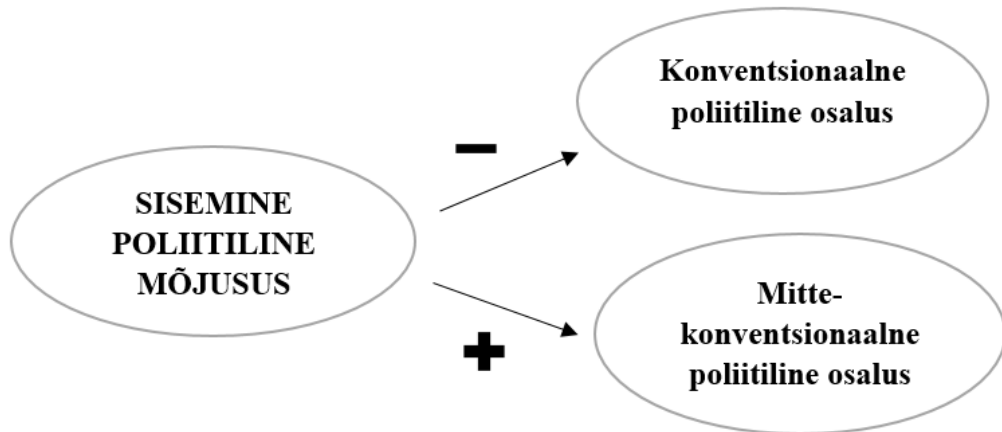 SISEMINE
POLIITILINE
MÕJUSUS
−
Konventsionaalne
poliitiline osalus
+
Mitte-
konventsionaalne
poliitiline osalus